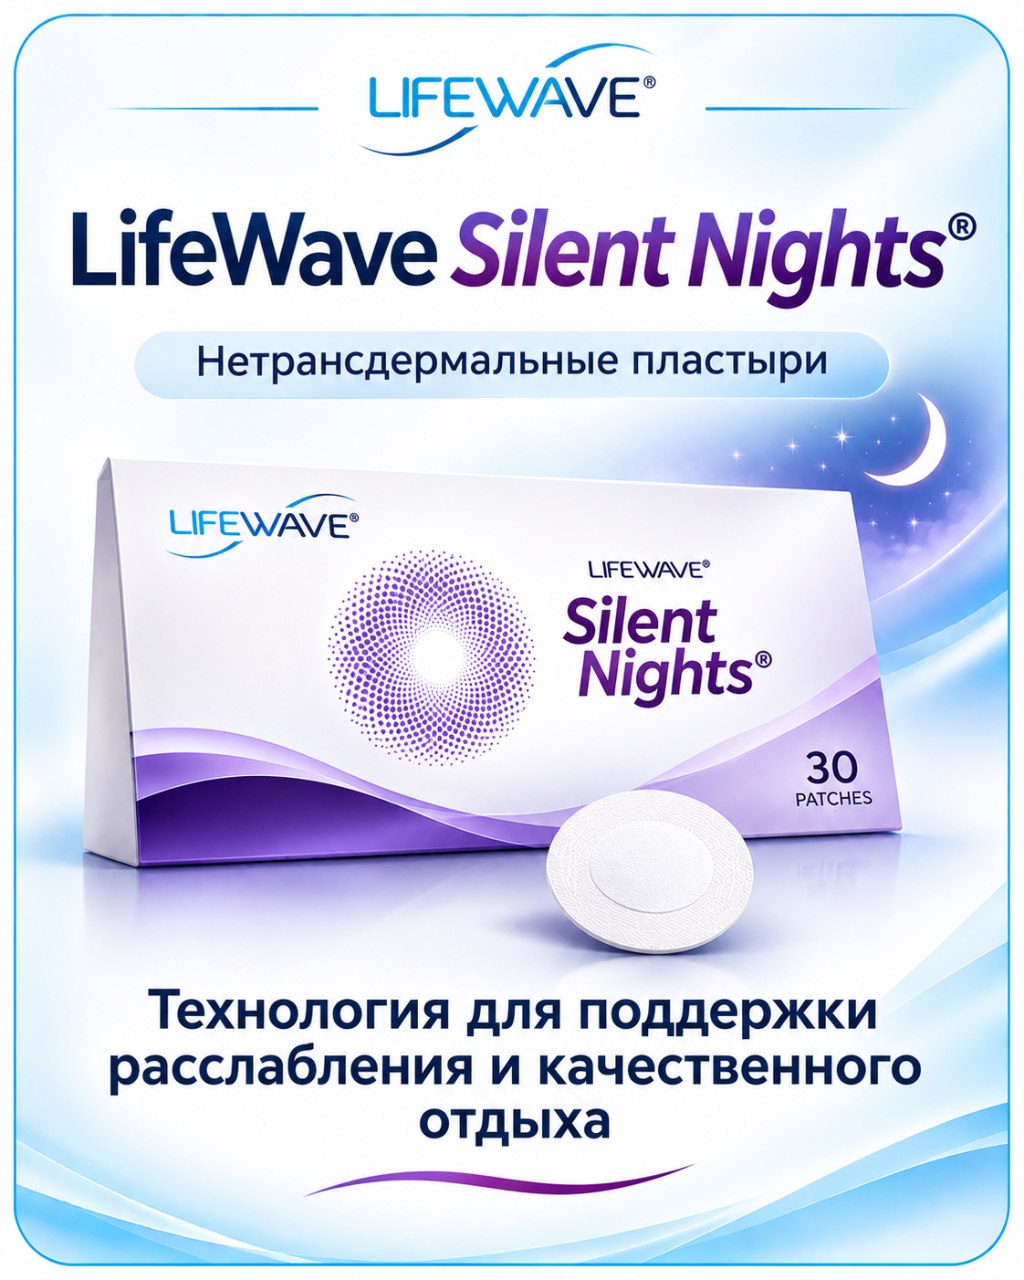 LIFEWAVE®
LifeWave Silent Nights®
Нетрансдермальные пластыри
LIFEWAVE®
LIFEWAVE®
Silent
Nights®
30
PATCHES
Технология для поддержки
расслабления и качественного
отдыха